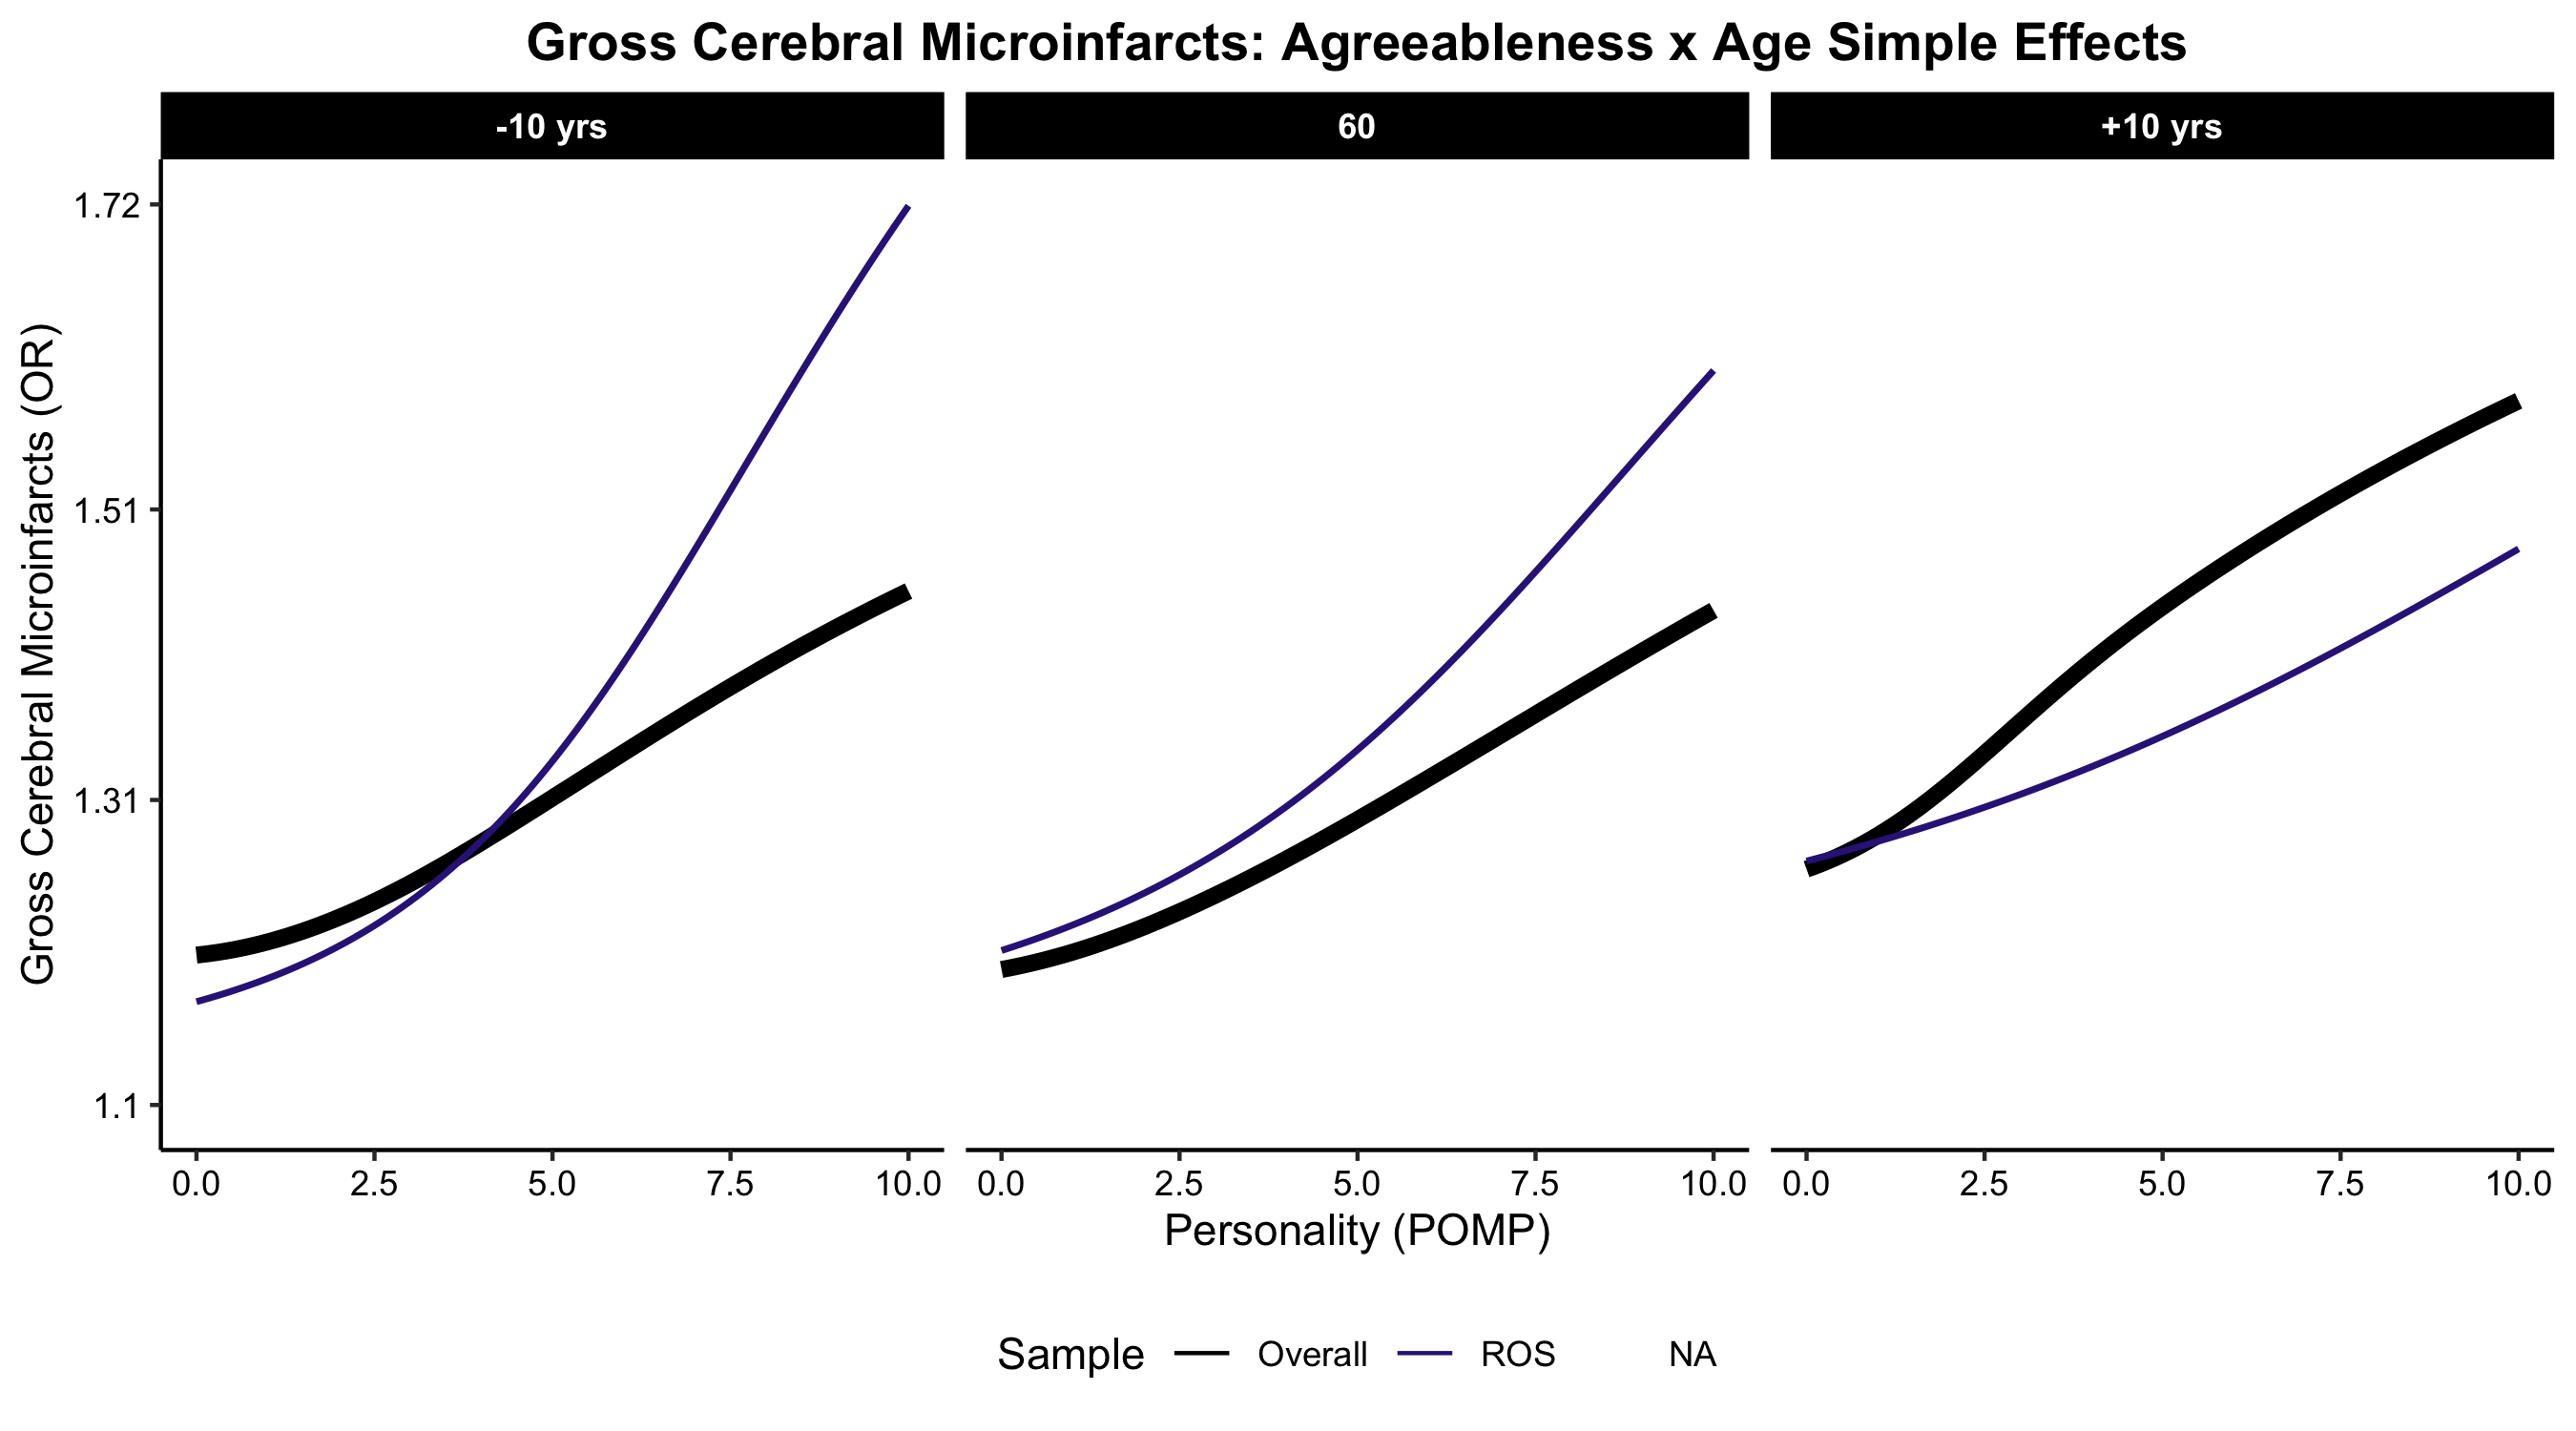 Gross Cerebral Microinfarcts: Agreeableness x Age Simple Effects
-10 yrs
60
+10 yrs
Gross Cerebral Microinfarcts (OR)
1.72
1.51
1.31
1.1
0.0 2.5 5.0 7.5 10.0
0.0 2.5 5.0 7.5 10.0
0.0 2.5 5.0 7.5 10.0
Personality (POMP)
Sample Overall ROS NA